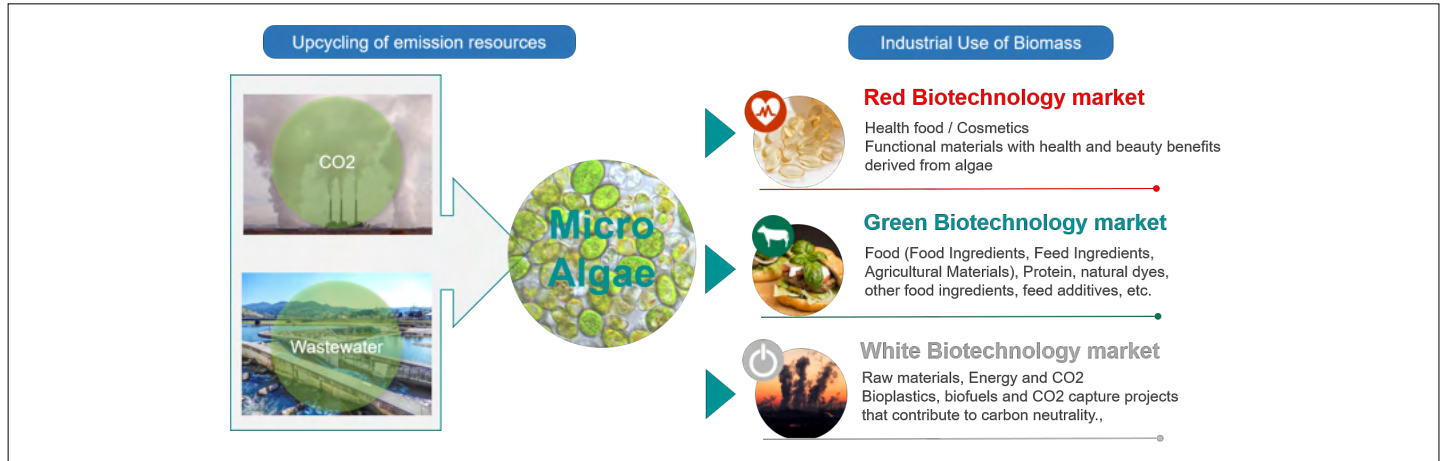 Upcycling of emission resources
Industrial Use of Biomass
CO2
Wastewater
Micro
Algae
Red Biotechnology market
Health food / Cosmetics
Functional materials with health and beauty benefits
derived from algae
Green Biotechnology market
Food (Food Ingredients, Feed Ingredients,
Agricultural Materials), Protein, natural dyes,
other food ingredients, feed additives, etc.
White Biotechnology market
Raw materials, Energy and CO2
Bioplastics, biofuels and CO2 capture projects
that contribute to carbon neutrality.,